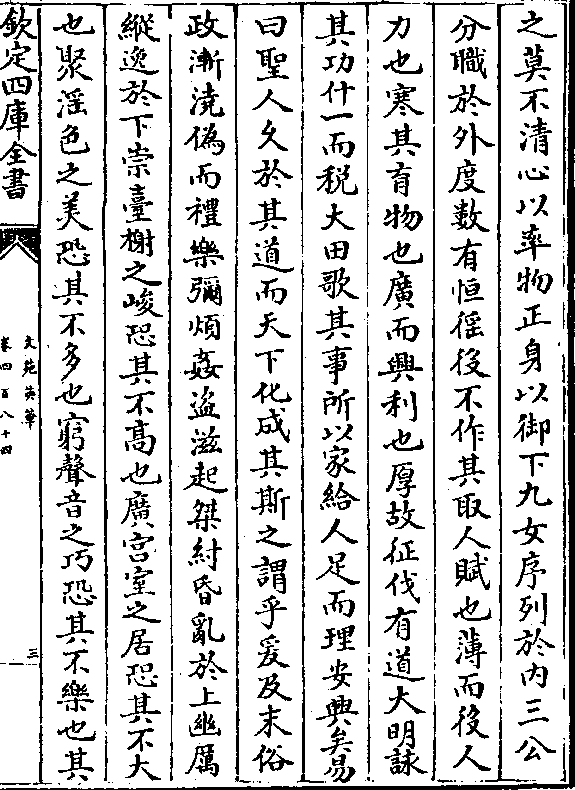 之莫不清心以率物正身以御下九女序列於内三公
分職於外度數有恒徭役不作其取人賦也薄而役人
力也寡其育物也廣而興利也厚故征伐有道大明詠
其功什一而税大田歌其事所以家給人足而理安興矣易
曰聖人久於其道而天下化成其斯之謂乎爰及末俗
政漸澆偽而禮樂彌煩姦盗滋起桀紂昏亂於上幽厲
縱逸於下崇臺榭之峻恐其不高也廣宫室之居恐其不大
也聚淫色之美恐其不多也窮聲音之巧恐其不樂也其
欽定四庫全書
文苑英華
卷四百八十四
三